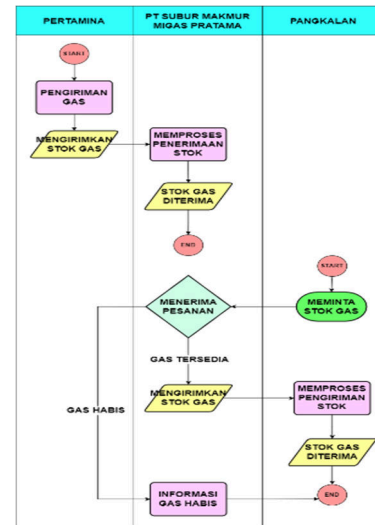 PERTAMINA
PT SUBUR MAKMUR
MIGAS PRATAMA
PANGKALAN
START
PENGIRIMAN
GAS
MENGIRIMKAN
STOK GAS
MEMPROSES
PENERIMAAN
STOK
STOK GAS
DITERIMA
END
START
MEMINTA
STOK GAS
MENERIMA
PESANAN
GAS TERSEDIA
MENGIRIMKAN
STOK GAS
MEMPROSES
PENGIRIMAN
STOK
GAS HABIS
STOK GAS
DITERIMA
INFORMASI
GAS HABIS
END